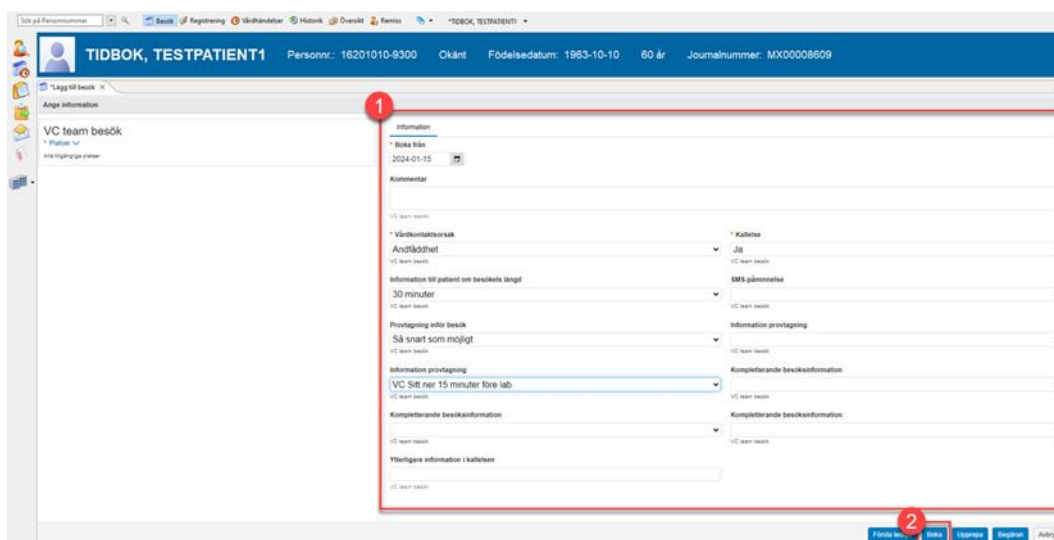 Sök på Personnummer Besök Registrering Vårdhändelser Historik Översikt Remiss *TIDBOK, TESTPATIENT1
TIDBOK, TESTPATIENT1 Personnr.: 16201010-9300 Okänt Födelsedatum: 1963-10-10 60 år Journalnummer: MX00008609
*Lägg till besök
Ange information
1
VC team besök
* Platser
Alla tillgängliga platser
Information
* Boka från
2024-01-15
Kommentar
VC team besök
* Vårdkontaktsorsak * Kallelse
Andfåddhet Ja
VC team besök VC team besök
Information till patient om besökets längd SMS-påminnelse
30 minuter
VC team besök VC team besök
Provtagning inför besök Information provtagning
Så snart som möjligt
VC team besök VC team besök
Information provtagning Kompletterande besöksinformation
VC Sitt ner 15 minuter före lab
VC team besök VC team besök
Kompletterande besöksinformation Kompletterande besöksinformation
VC team besök VC team besök
Ytterligare information i kallelsen
VC team besök
2
Första Boka Upprepa Begäran